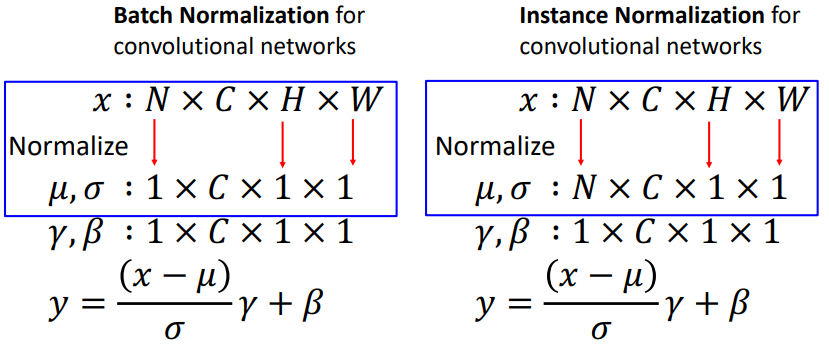 Batch Normalization for
convolutional networks
x : N × C × H × W
Normalize
μ, σ : 1 × C × 1 × 1
γ, β : 1 × C × 1 × 1
y = (x − μ) / σ γ + β
Instance Normalization for
convolutional networks
x : N × C × H × W
Normalize
μ, σ : N × C × 1 × 1
γ, β : 1 × C × 1 × 1
y = (x − μ) / σ γ + β